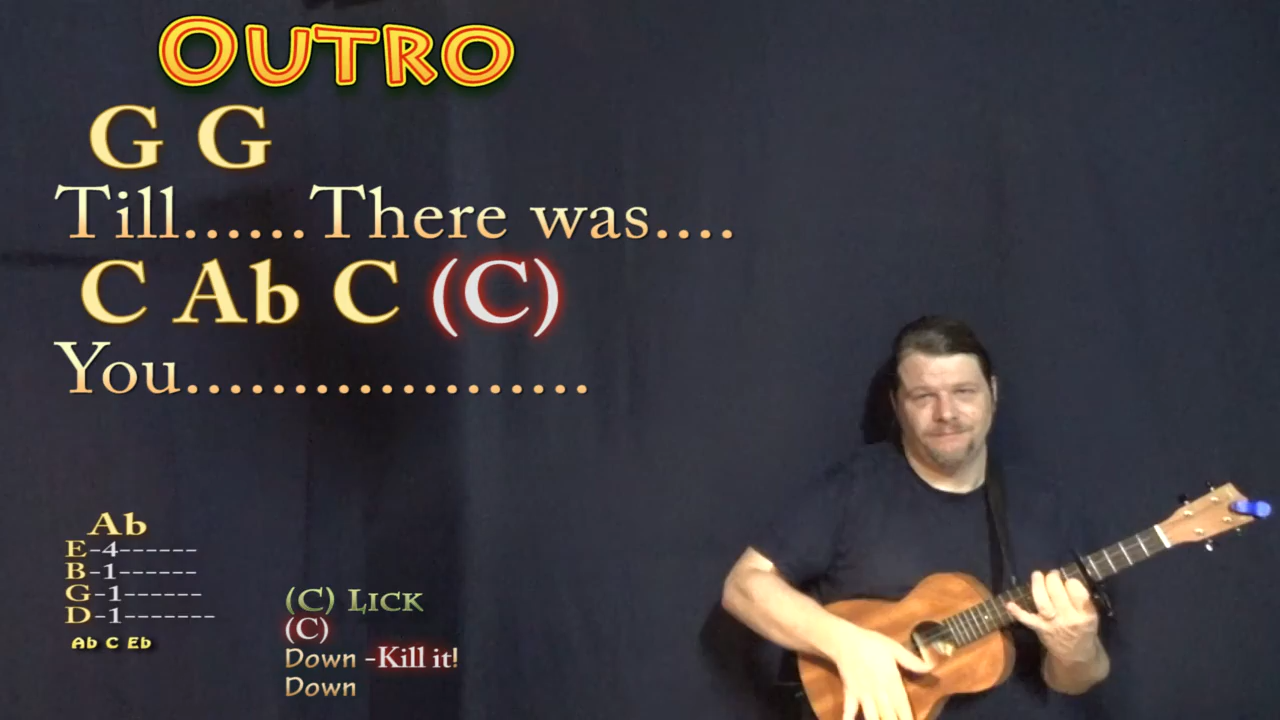 OUTRO
G G
Till......There was....
C Ab C (C)
You...................
Ab
E-4------
B-1------
G-1------
D-1-------
Ab C Eb
(C) LICK
(C)
Down -Kill it!
Down